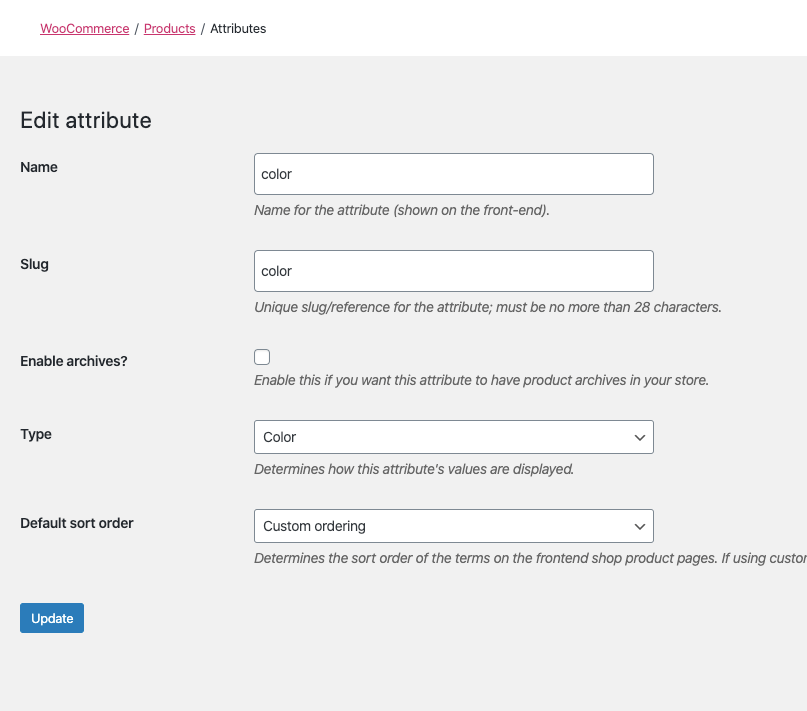 WooCommerce / Products / Attributes
Edit attribute
Name
color
Name for the attribute (shown on the front-end).
Slug
color
Unique slug/reference for the attribute; must be no more than 28 characters.
Enable archives?
Enable this if you want this attribute to have product archives in your store.
Type
Color
Determines how this attribute's values are displayed.
Default sort order
Custom ordering
Determines the sort order of the terms on the frontend shop product pages. If using
Update